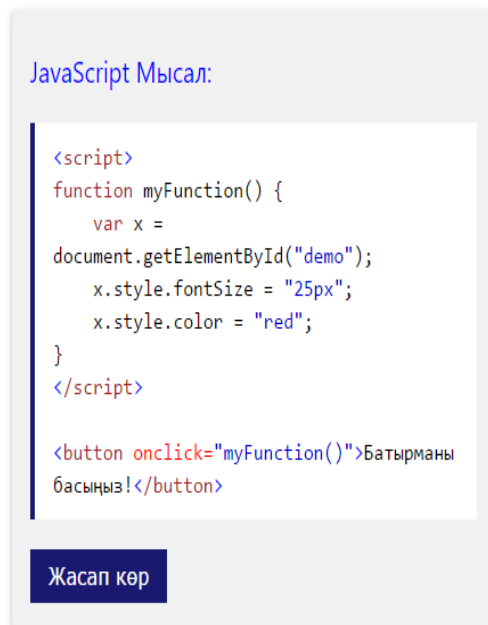 JavaScript Мысал:
<script>
function myFunction() {
    var x =
document.getElementById("demo");
    x.style.fontSize = "25px";
    x.style.color = "red";
}
</script>
<button onclick="myFunction()">Батырманы
басыңыз!</button>
Жасап көр